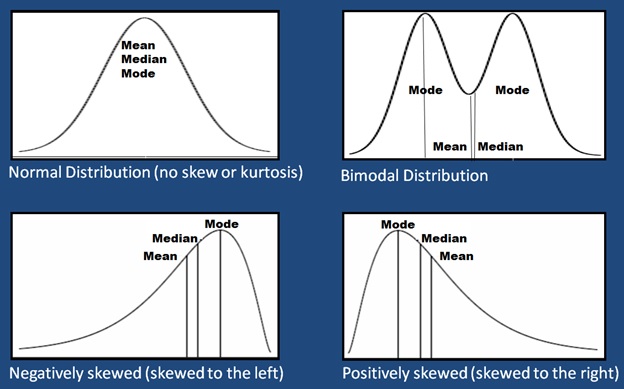 Mean
Median
Mode
Normal Distribution (no skew or kurtosis)
Mode
Mode
Mean
Median
Bimodal Distribution
Mode
Median
Mean
Negatively skewed (skewed to the left)
Mode
Median
Mean
Positively skewed (skewed to the right)